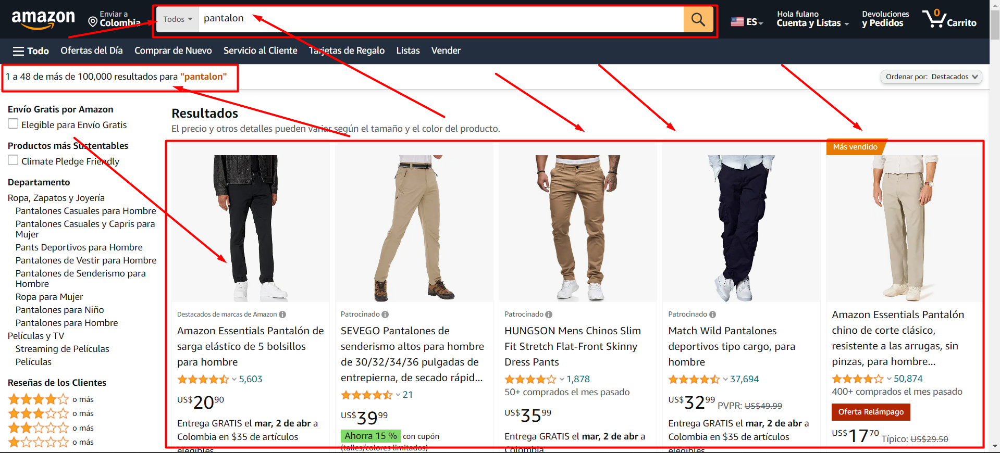 amazon
Enviar a
Colombia
Todos
pantalon
ES
Hola fulano
Cuenta y Listas
Devoluciones
y Pedidos
0
Carrito
Todo
Ofertas del Día
Comprar de Nuevo
Servicio al Cliente
Tarjetas de Regalo
Listas
Vender
1 a 48 de más de 100,000 resultados para "pantalon"
Ordenar por: Destacados
Envío Gratis por Amazon
Elegible para Envío Gratis
Productos más Sustentables
Climate Pledge Friendly
Departamento
Ropa, Zapatos y Joyería
Pantalones Casuales para Hombre
Pantalones Casuales y Capris para
Mujer
Pants Deportivos para Hombre
Pantalones de Vestir para Hombre
Pantalones de Senderismo para
Hombre
Ropa para Mujer
Pantalones para Niño
Pantalones para Hombre
Películas y TV
Streaming de Películas
Películas
Reseñas de los Clientes
o más
o más
o más
o más
Resultados
El precio y otros detalles pueden variar según el tamaño y el color del producto.
Destacados de marcas de Amazon
Amazon Essentials Pantalón de
sarga elástico de 5 bolsillos
para hombre
5,603
US$20 90
Entrega GRATIS el mar, 2 de abr a
Colombia en $35 de artículos
elegibles
Patrocinado
SEVEGO Pantalones de
senderismo altos para hombre
de 30/32/34/36 pulgadas de
entrepierna, de secado rápid...
21
US$39 99
Ahorra 15 % con cupón
(talles/colores limitados)
Patrocinado
HUNGSON Mens Chinos Slim
Fit Stretch Flat-Front Skinny
Dress Pants
1,878
50+ comprados el mes pasado
US$35 99
Entrega GRATIS el mar, 2 de abr a
Colombia
Patrocinado
Match Wild Pantalones
deportivos tipo cargo, para
hombre
37,694
US$32 99 PVPR: US$49.99
Entrega GRATIS el mar, 2 de abr a
Colombia en $35 de artículos
elegibles
Más vendido
Amazon Essentials Pantalón
chino de corte clásico,
resistente a las arrugas, sin
pinzas, para hombre...
50,874
400+ comprados el mes pasado
Oferta Relámpago
US$17 70 Típico: US$29.50